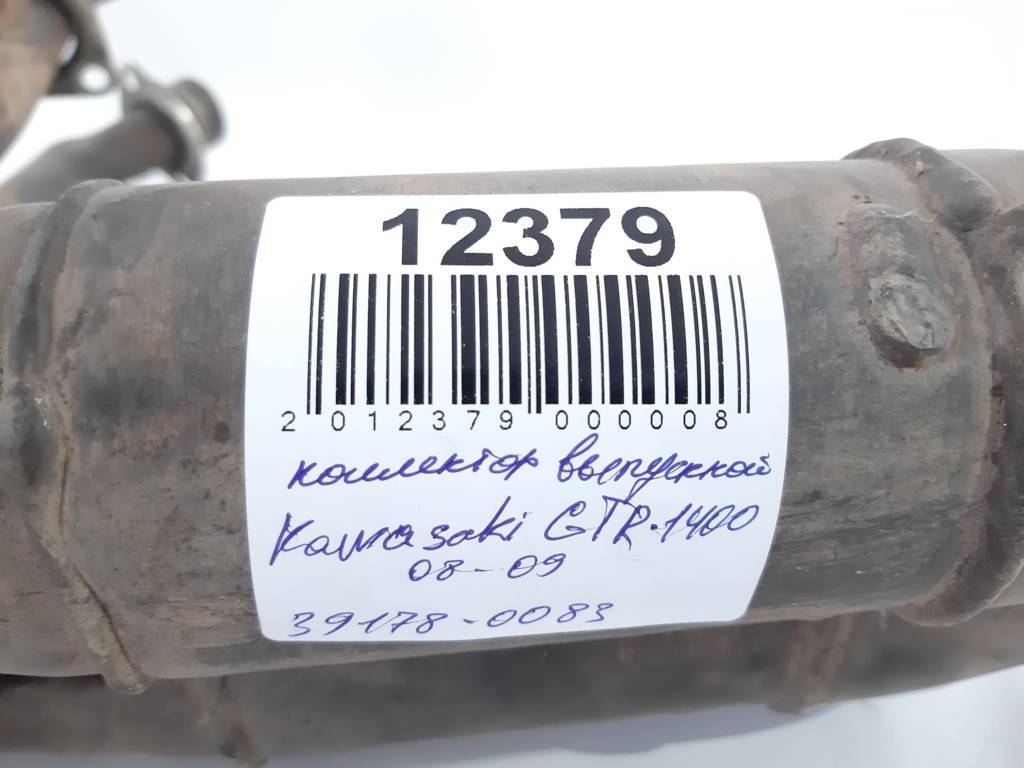 12379
2 012379 000008
коллектор выпускной
Kawasaki GTR-1400
08-09
39178-0083